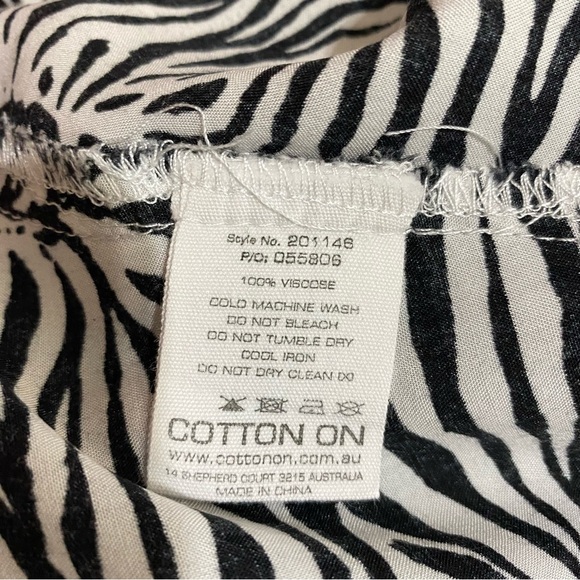 Style No. 201146
P/O: 055806
100% VISCOSE
COLD MACHINE WASH
DO NOT BLEACH
DO NOT TUMBLE DRY
COOL IRON
DO NOT DRY CLEAN
COTTON ON
www.cottonon.com.au
14 SHEPHERD COURT 3215 AUSTRALIA
MADE IN CHINA